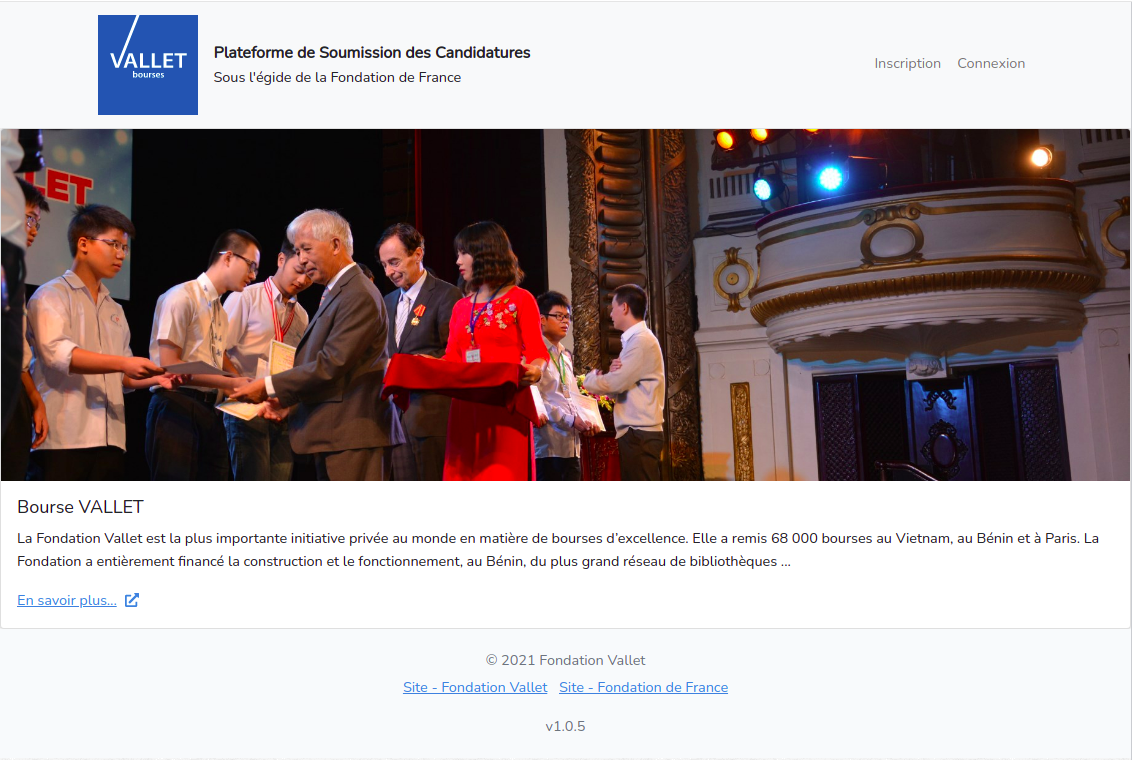 VALLET
bourses
Plateforme de Soumission des Candidatures
Sous l'égide de la Fondation de France
Inscription Connexion
LET
Bourse VALLET
La Fondation Vallet est la plus importante initiative privée au monde en matière de bourses d’excellence. Elle a remis 68 000 bourses au Vietnam, au Bénin et à Paris. La
Fondation a entièrement financé la construction et le fonctionnement, au Bénin, du plus grand réseau de bibliothèques ...
En savoir plus...
© 2021 Fondation Vallet
Site - Fondation Vallet Site - Fondation de France
v1.0.5